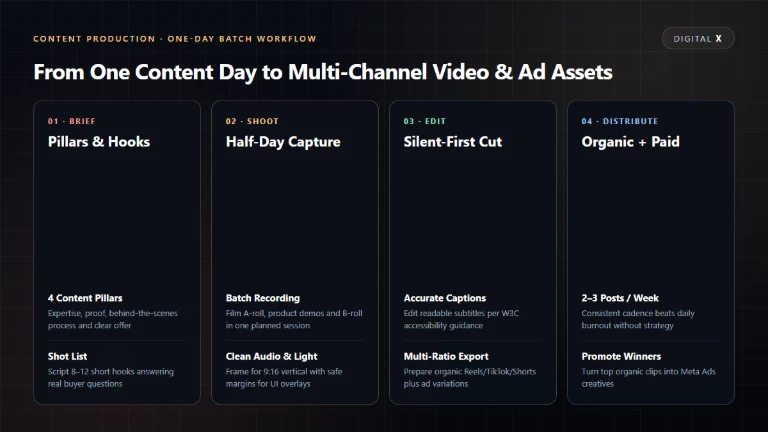 CONTENT PRODUCTION · ONE-DAY BATCH WORKFLOW
DIGITAL X
From One Content Day to Multi-Channel Video & Ad Assets
01 · BRIEF
Pillars & Hooks
4 Content Pillars
Expertise, proof, behind-the-scenes
process and clear offer
Shot List
Script 8–12 short hooks answering
real buyer questions
02 · SHOOT
Half-Day Capture
Batch Recording
Film A-roll, product demos and B-roll
in one planned session
Clean Audio & Light
Frame for 9:16 vertical with safe
margins for UI overlays
03 · EDIT
Silent-First Cut
Accurate Captions
Edit readable subtitles per W3C
accessibility guidance
Multi-Ratio Export
Prepare organic Reels/TikTok/Shorts
plus ad variations
04 · DISTRIBUTE
Organic + Paid
2–3 Posts / Week
Consistent cadence beats daily
burnout without strategy
Promote Winners
Turn top organic clips into Meta Ads
creatives